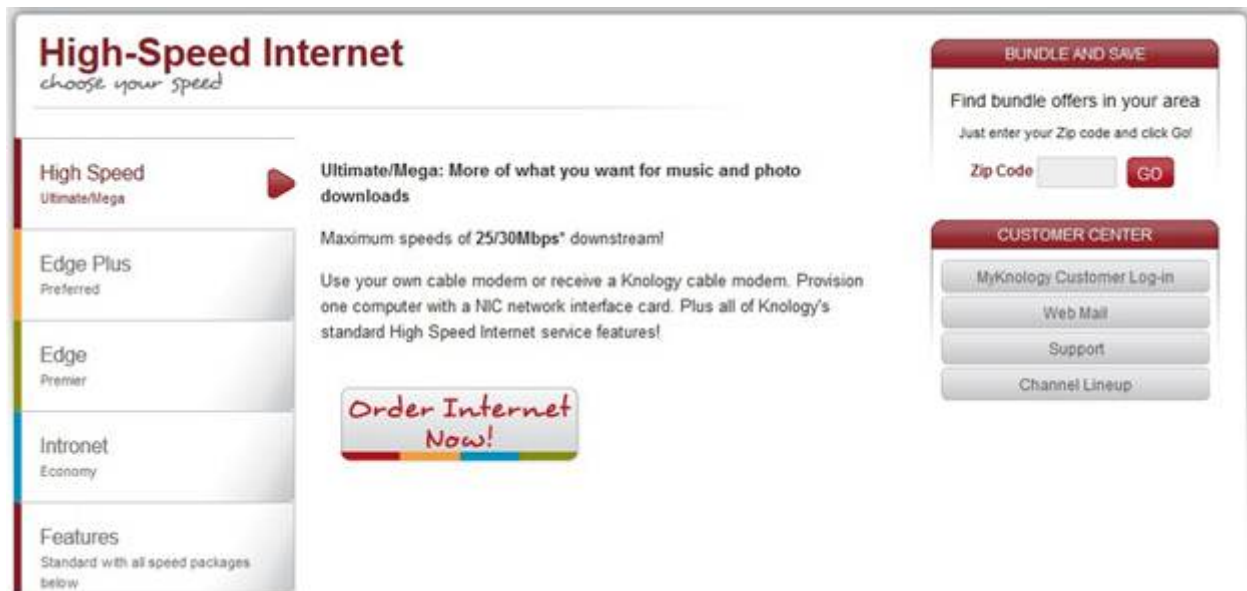 High-Speed Internet
choose your speed
High Speed
Ultimate/Mega
Edge Plus
Preferred
Edge
Premier
Intronet
Economy
Features
Standard with all speed packages
below
Ultimate/Mega: More of what you want for music and photo
downloads
Maximum speeds of 25/30Mbps* downstream!
Use your own cable modem or receive a Knology cable modem. Provision
one computer with a NIC network interface card. Plus all of Knology's
standard High Speed Internet service features!
Order Internet
Now!
BUNDLE AND SAVE
Find bundle offers in your area
Just enter your Zip code and click Go!
Zip Code GO
CUSTOMER CENTER
MyKnology Customer Log-in
Web Mail
Support
Channel Lineup